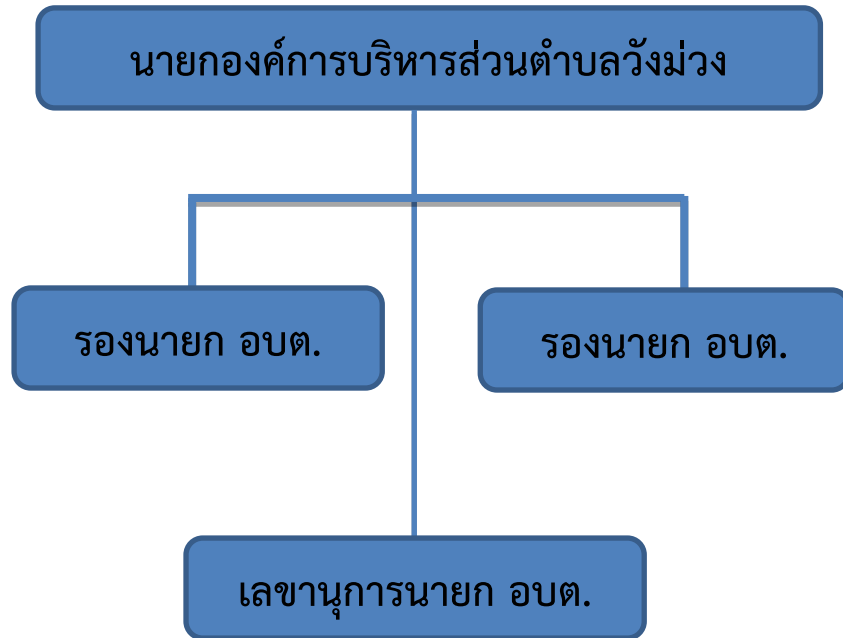 นายกองค์การบริหารส่วนตำบลวังม่วง
รองนายก อบต.
รองนายก อบต.
เลขานุการนายก อบต.